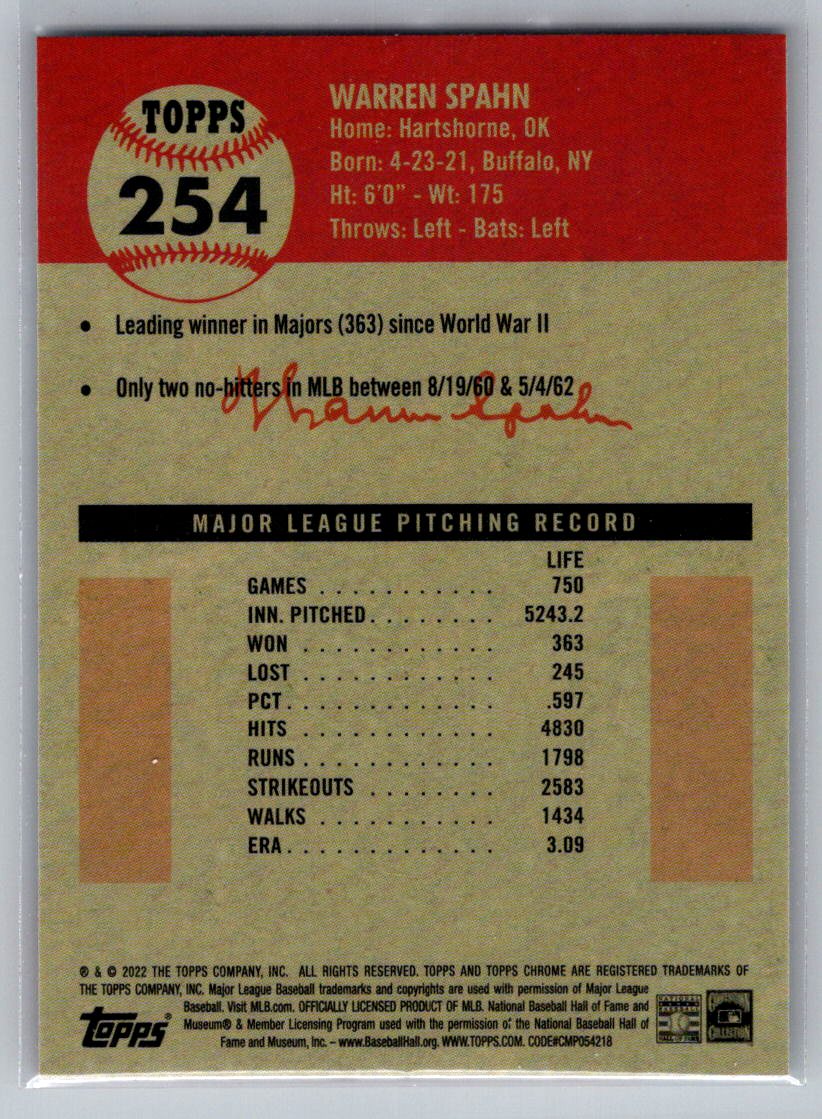 TOPPS
254
WARREN SPAHN
Home: Hartshorne, OK
Born: 4-23-21, Buffalo, NY
Ht: 6'0" - Wt: 175
Throws: Left - Bats: Left
• Leading winner in Majors (363) since World War II
• Only two no-hitters in MLB between 8/19/60 & 5/4/62
Warren Spahn
MAJOR LEAGUE PITCHING RECORD
LIFE
GAMES . . . . . . . . . . . 750
INN. PITCHED. . . . . . . . 5243.2
WON . . . . . . . . . . . . 363
LOST . . . . . . . . . . . . 245
PCT. . . . . . . . . . . . . .597
HITS . . . . . . . . . . . . 4830
RUNS . . . . . . . . . . . . 1798
STRIKEOUTS . . . . . . . . 2583
WALKS . . . . . . . . . . . 1434
ERA. . . . . . . . . . . . . 3.09
® & © 2022 THE TOPPS COMPANY, INC. ALL RIGHTS RESERVED. TOPPS AND TOPPS CHROME ARE REGISTERED TRADEMARKS OF
THE TOPPS COMPANY, INC. Major League Baseball trademarks and copyrights are used with permission of Major League
Baseball. Visit MLB.com. OFFICIALLY LICENSED PRODUCT OF MLB. National Baseball Hall of Fame and
Museum® & Member Licensing Program used with the permission of the National Baseball Hall of
Fame and Museum, Inc. – www.BaseballHall.org. WWW.TOPPS.COM. CODE#CMP054218
topps®